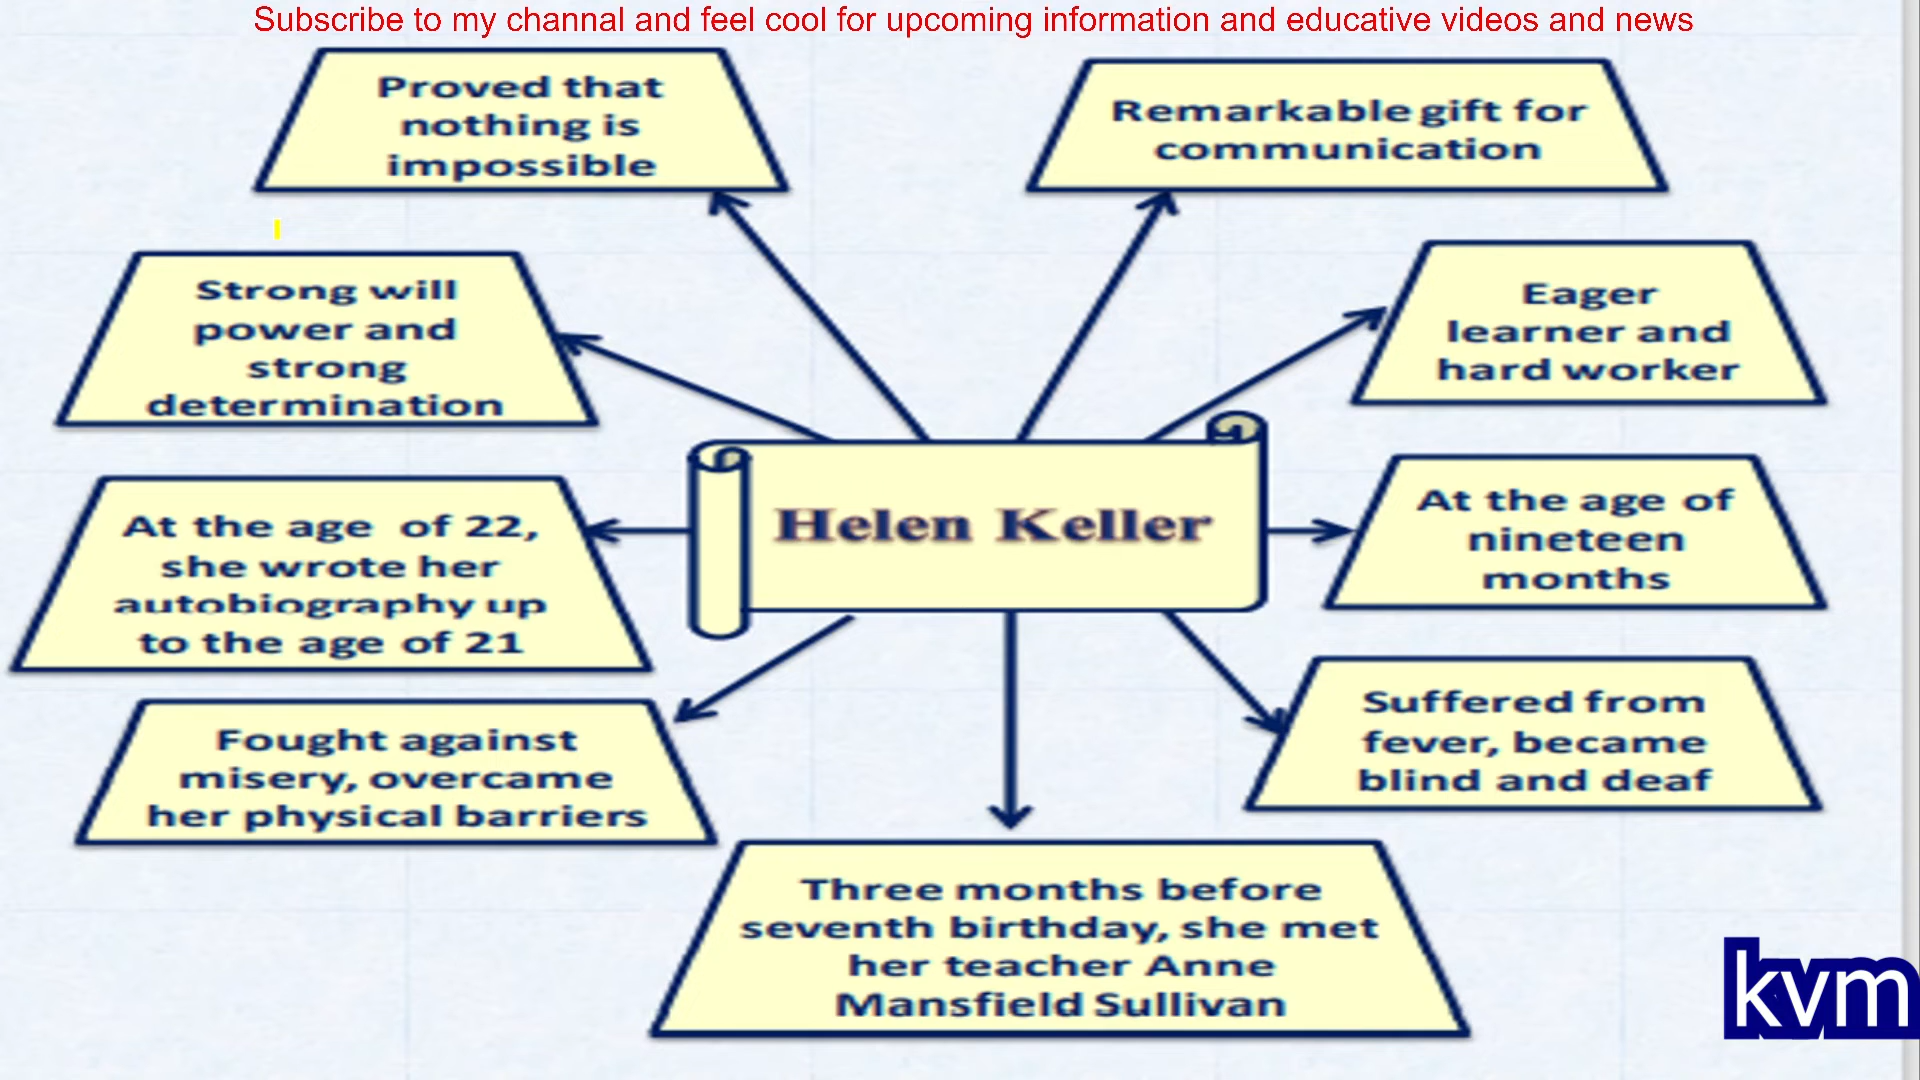 Subscribe to my channal and feel cool for upcoming information and educative videos and news
Proved that
nothing is
impossible
Remarkable gift for
communication
Strong will
power and
strong
determination
Eager
learner and
hard worker
Helen Keller
At the age of 22,
she wrote her
autobiography up
to the age of 21
At the age of
nineteen
months
Fought against
misery, overcame
her physical barriers
Suffered from
fever, became
blind and deaf
Three months before
seventh birthday, she met
her teacher Anne
Mansfield Sullivan
kvm